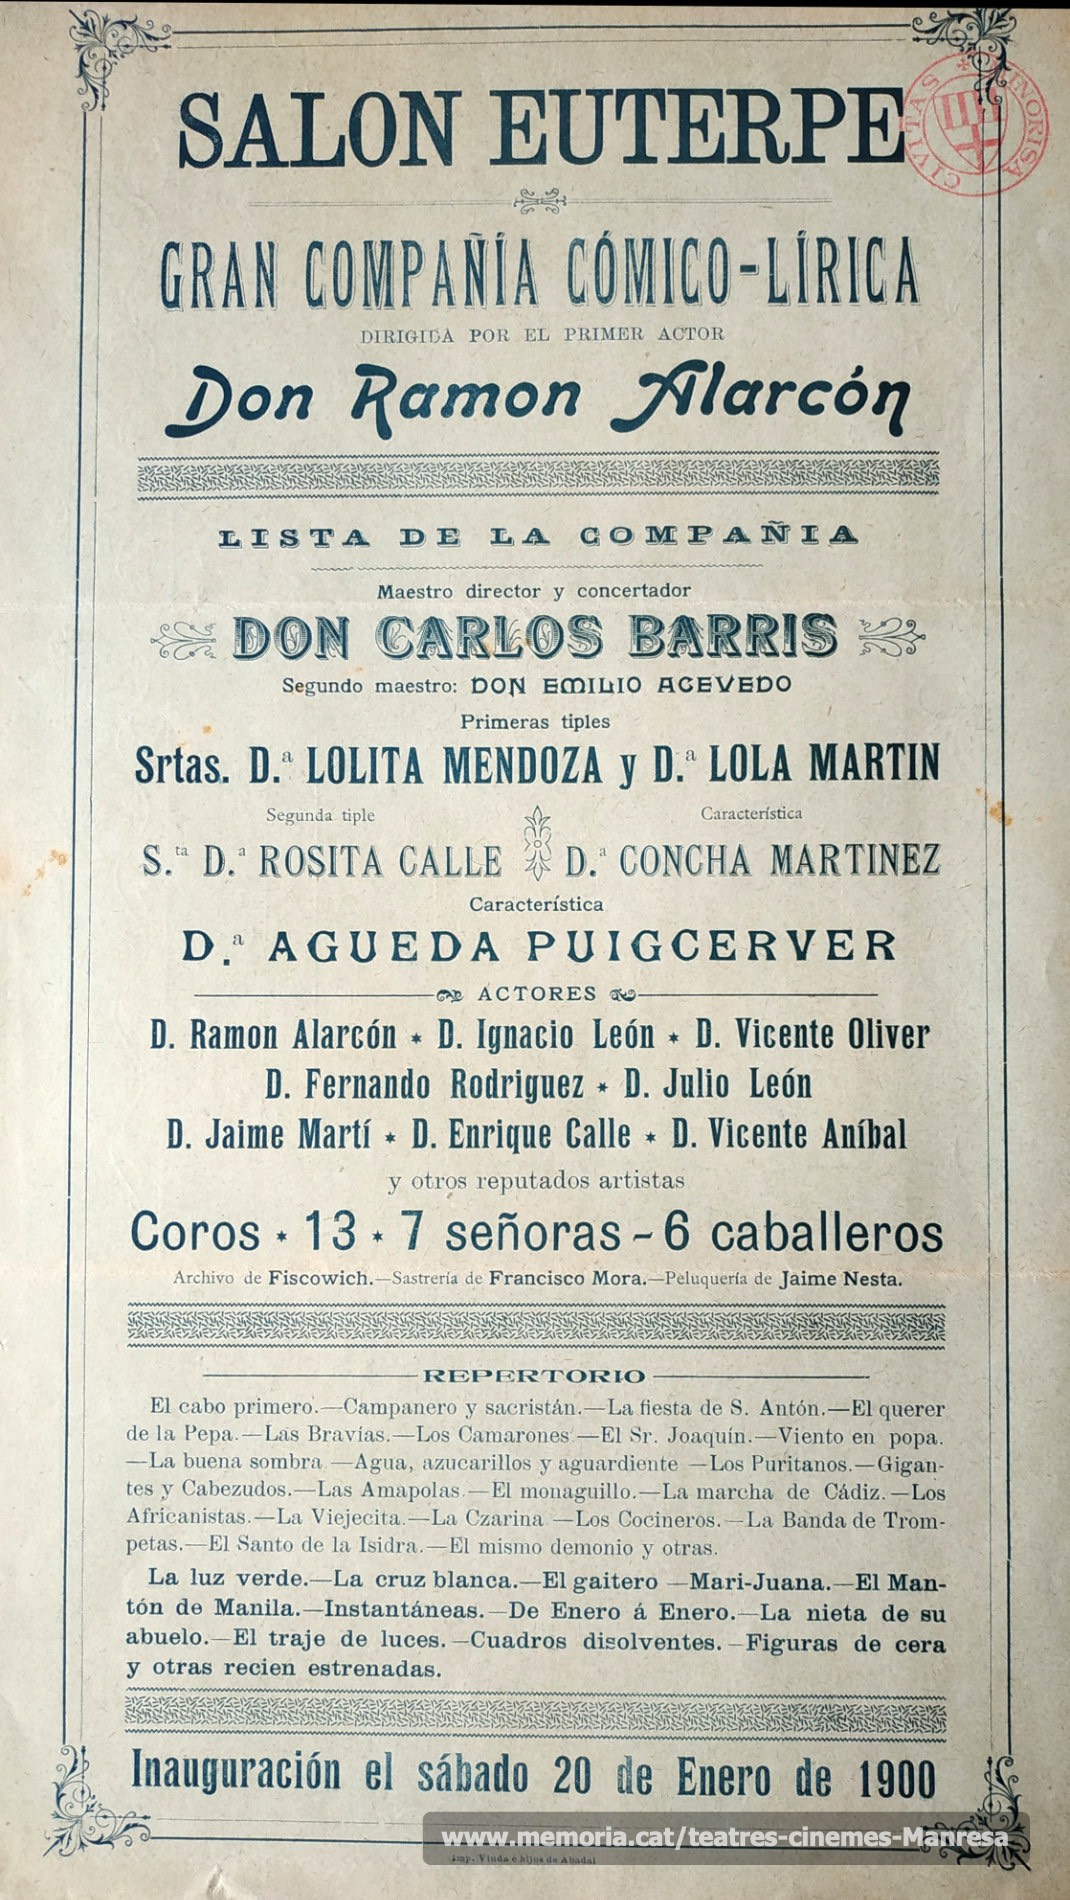 SALON EUTERPE
CIVITAS MINORISA
GRAN COMPAÑÍA CÓMICO-LÍRICA
DIRIGIDA POR EL PRIMER ACTOR
Don Ramon Alarcón
LISTA DE LA COMPAÑIA
Maestro director y concertador
DON CARLOS BARRIS
Segundo maestro: DON EMILIO ACEVEDO
Primeras tiples
Srtas. D.ª LOLITA MENDOZA y D.ª LOLA MARTIN
Segunda tiple Característica
S.ta D.ª ROSITA CALLE D.ª CONCHA MARTINEZ
Característica
D.ª AGUEDA PUIGCERVER
ACTORES
D. Ramon Alarcón * D. Ignacio León * D. Vicente Oliver
D. Fernando Rodriguez * D. Julio León
D. Jaime Martí * D. Enrique Calle * D. Vicente Aníbal
y otros reputados artistas
Coros * 13 * 7 señoras - 6 caballeros
Archivo de Fiscowich.—Sastrería de Francisco Mora.—Peluquería de Jaime Nesta.
REPERTORIO
El cabo primero.—Campanero y sacristán.—La fiesta de S. Antón.—El querer
de la Pepa.—Las Bravías.—Los Camarones.—El Sr. Joaquín.—Viento en popa.
—La buena sombra —Agua, azucarillos y aguardiente —Los Puritanos.—Gigan-
tes y Cabezudos.—Las Amapolas.—El monaguillo.—La marcha de Cádiz.—Los
Africanistas.—La Viejecita.—La Czarina —Los Cocineros.—La Banda de Trom-
petas.—El Santo de la Isidra.—El mismo demonio y otras.
La luz verde.—La cruz blanca.—El gaitero —Mari-Juana.—El Man-
tón de Manila.—Instantáneas.—De Enero á Enero.—La nieta de su
abuelo.—El traje de luces.—Cuadros disolventes.—Figuras de cera
y otras recien estrenadas.
Inauguración el sábado 20 de Enero de 1900
www.memoria.cat/teatres-cinemes-Manresa
Imp. Viuda é hijos de Abadal